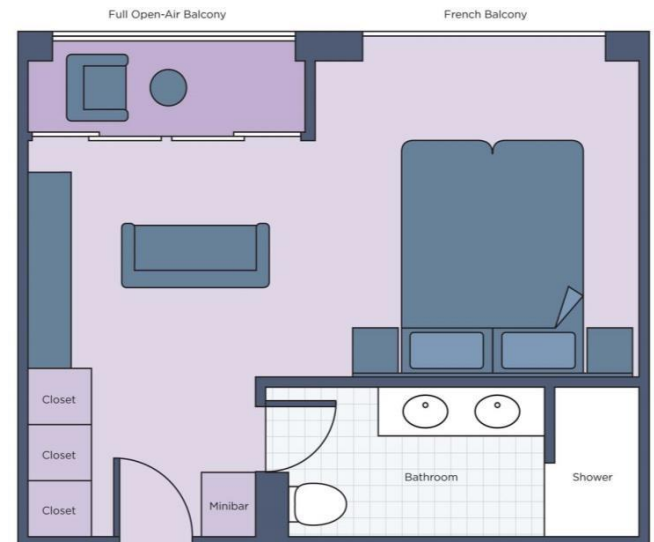 Full Open-Air Balcony
French Balcony
Closet
Closet
Closet
Minibar
Bathroom
Shower